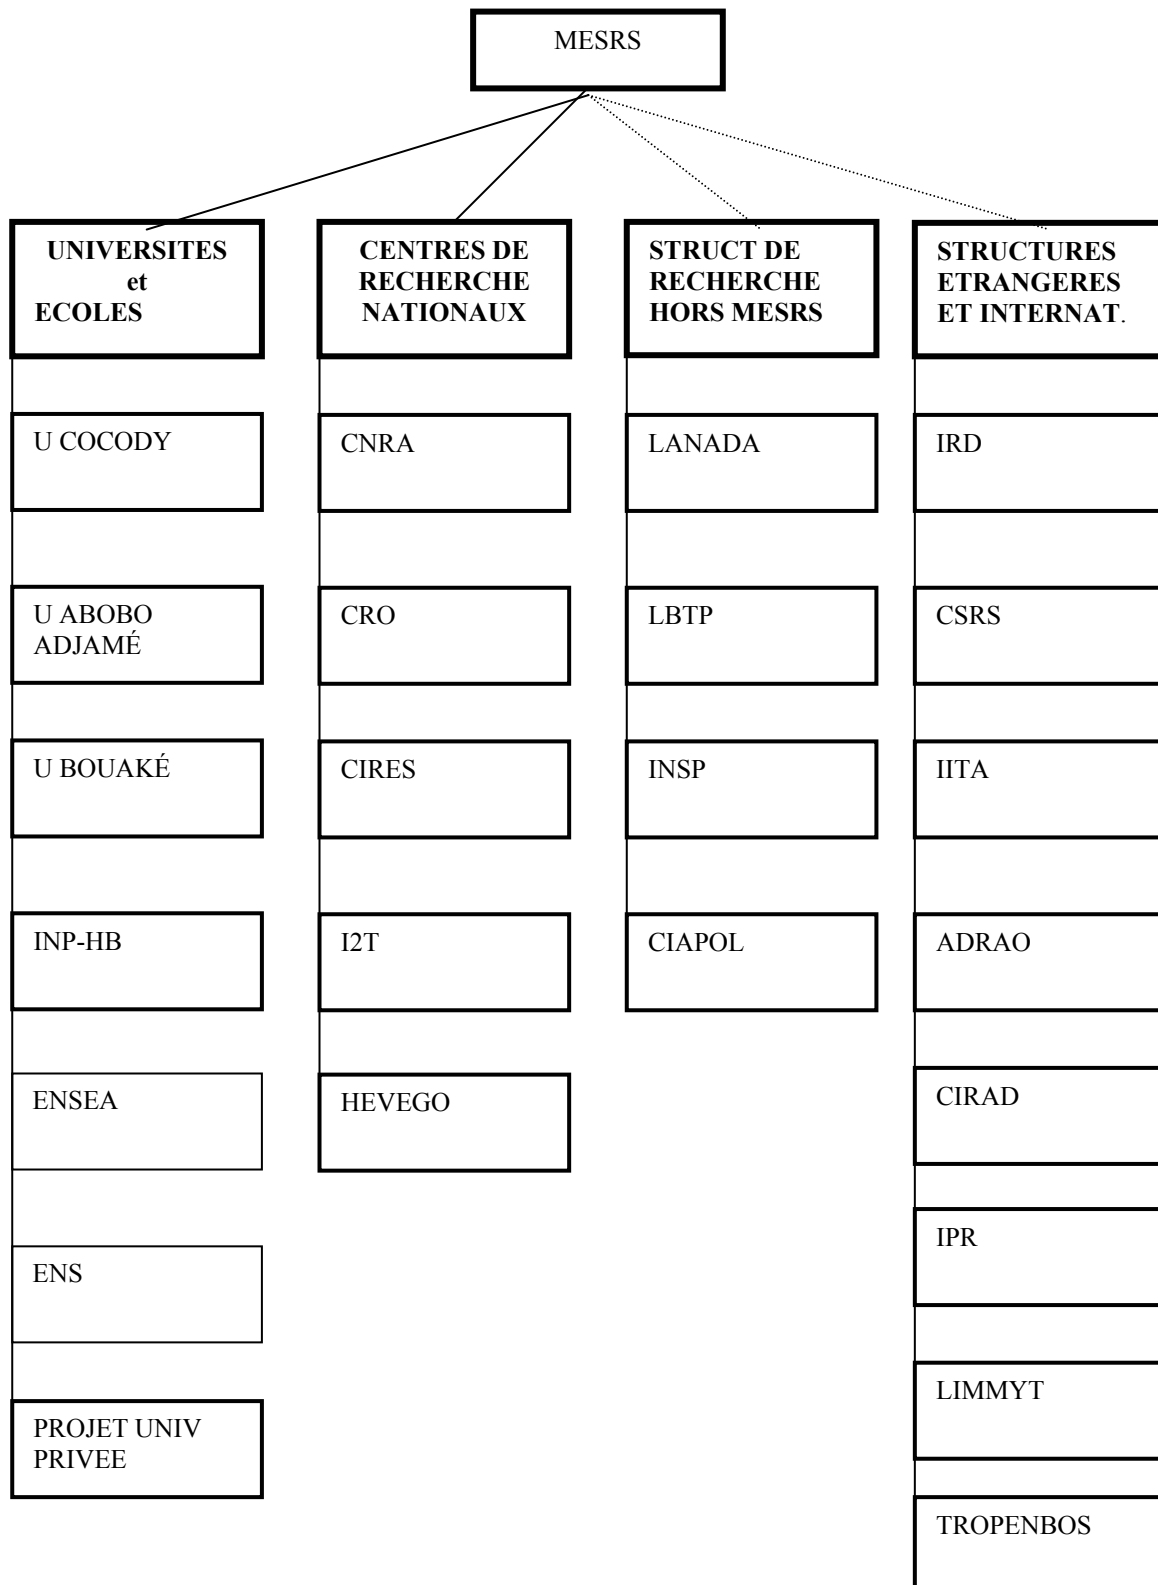 MESRS
UNIVERSITES
et
ECOLES
CENTRES DE
RECHERCHE
NATIONAUX
STRUCT DE
RECHERCHE
HORS MESRS
STRUCTURES
ETRANGERES
ET INTERNAT.
U COCODY
CNRA
LANADA
IRD
U ABOBO
ADJAMÉ
CRO
LBTP
CSRS
U BOUAKÉ
CIRES
INSP
IITA
INP-HB
I2T
CIAPOL
ADRAO
ENSEA
HEVEGO
CIRAD
IPR
ENS
LIMMYT
PROJET UNIV
PRIVEE
TROPENBOS